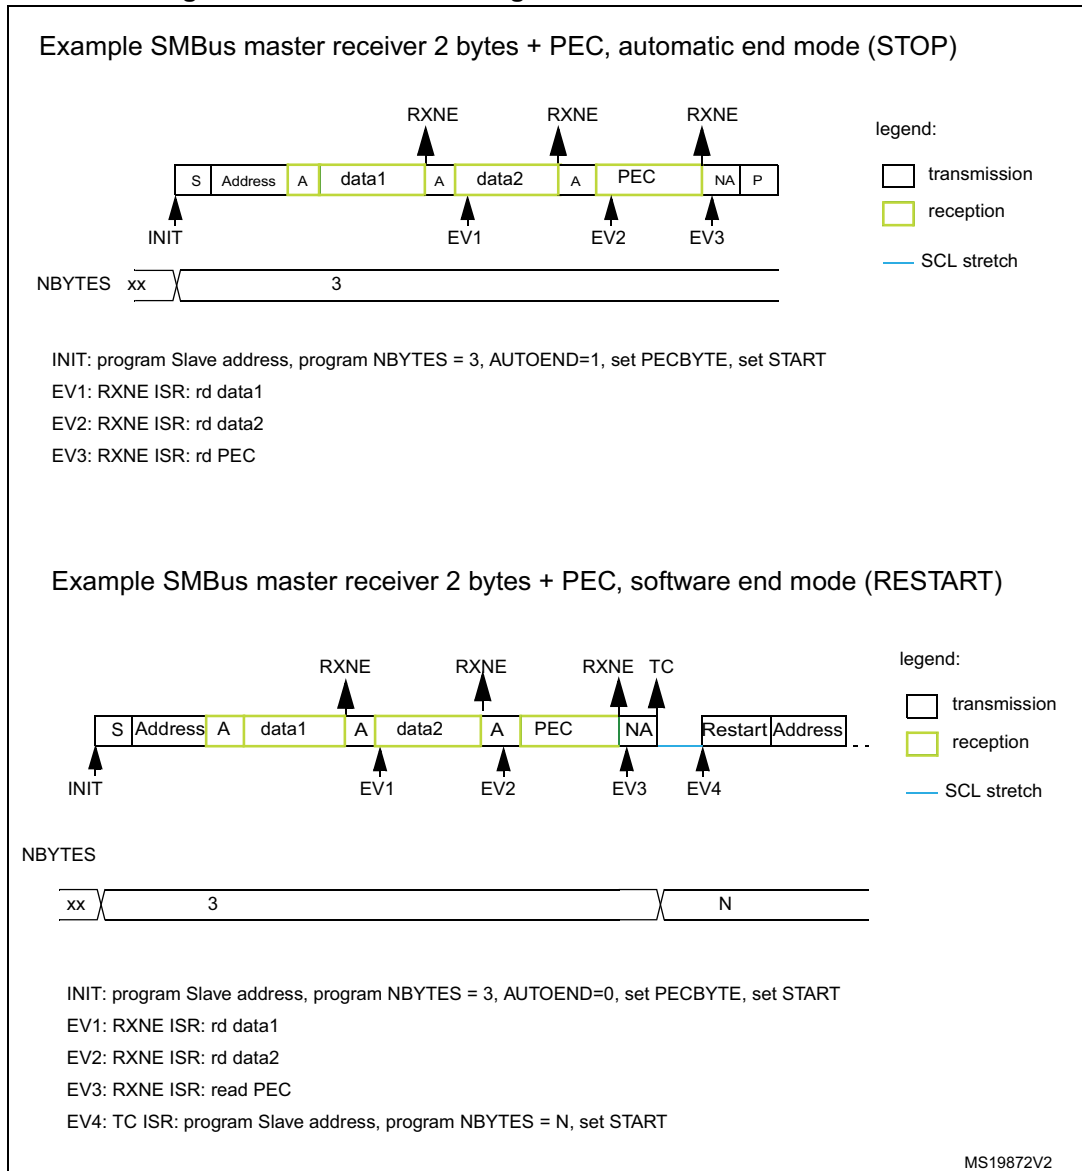 Example SMBus master receiver 2 bytes + PEC, automatic end mode (STOP)
RXNE RXNE RXNE
legend:
S Address A data1 A data2 A PEC NA P
transmission
reception
INIT EV1 EV2 EV3
SCL stretch
NBYTES xx 3
INIT: program Slave address, program NBYTES = 3, AUTOEND=1, set PECBYTE, set START
EV1: RXNE ISR: rd data1
EV2: RXNE ISR: rd data2
EV3: RXNE ISR: rd PEC
Example SMBus master receiver 2 bytes + PEC, software end mode (RESTART)
RXNE RXNE RXNE TC
legend:
S Address A data1 A data2 A PEC NA Restart Address
transmission
reception
INIT EV1 EV2 EV3 EV4
SCL stretch
NBYTES
xx 3 N
INIT: program Slave address, program NBYTES = 3, AUTOEND=0, set PECBYTE, set START
EV1: RXNE ISR: rd data1
EV2: RXNE ISR: rd data2
EV3: RXNE ISR: read PEC
EV4: TC ISR: program Slave address, program NBYTES = N, set START
MS19872V2